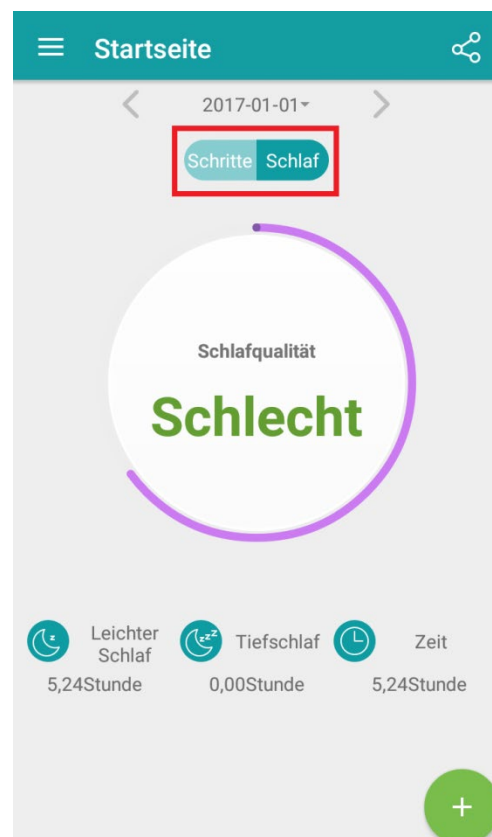 Startseite
2017-01-01
Schritte Schlaf
Schlafqualität
Schlecht
Leichter Schlaf
Tiefschlaf
Zeit
5,24Stunde
0,00Stunde
5,24Stunde